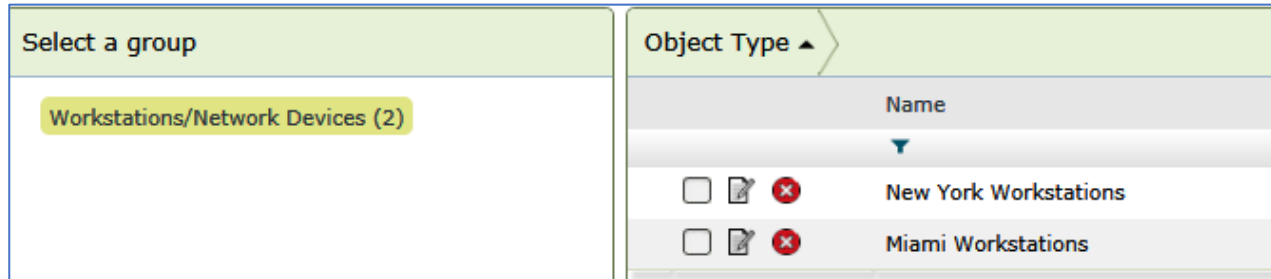 Select a group
Workstations/Network Devices (2)
Object Type
Name
New York Workstations
Miami Workstations